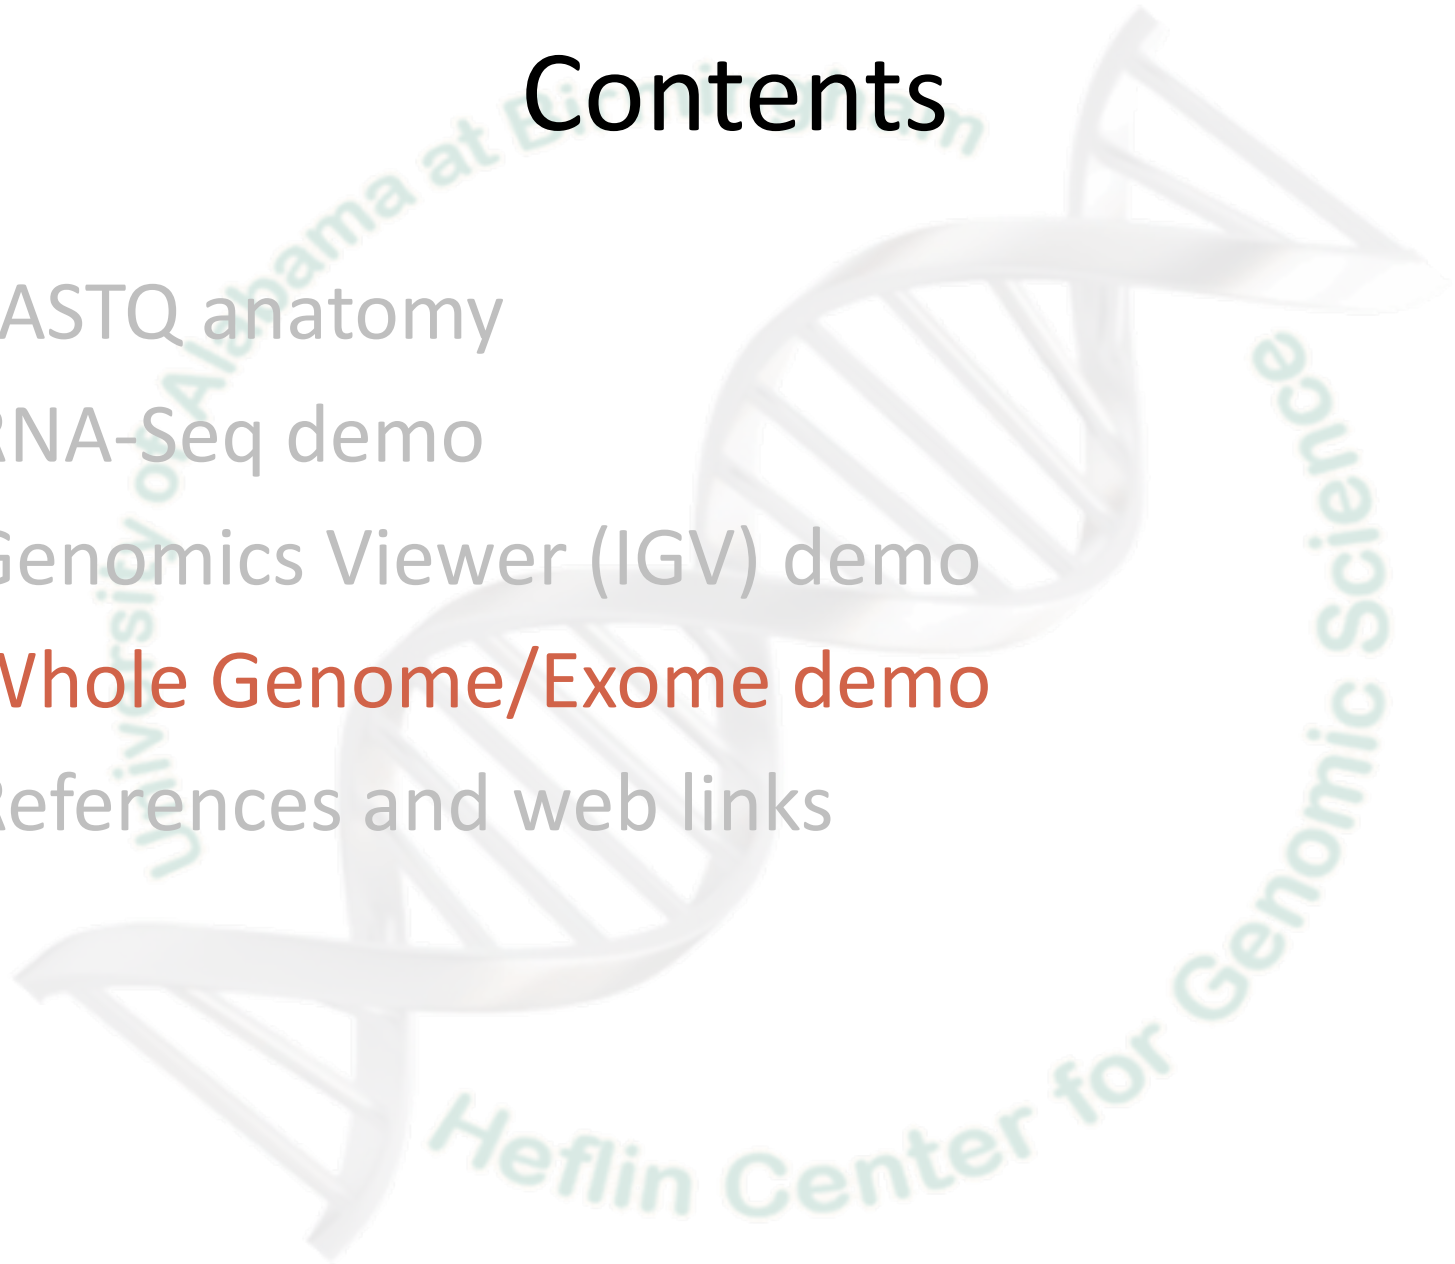 Contents
ASTQ anatomy
RNA-Seq demo
Genomics Viewer (IGV) demo
Whole Genome/Exome demo
References and web links
University of Alabama at Birmingham
Heflin Center for Genomic Science